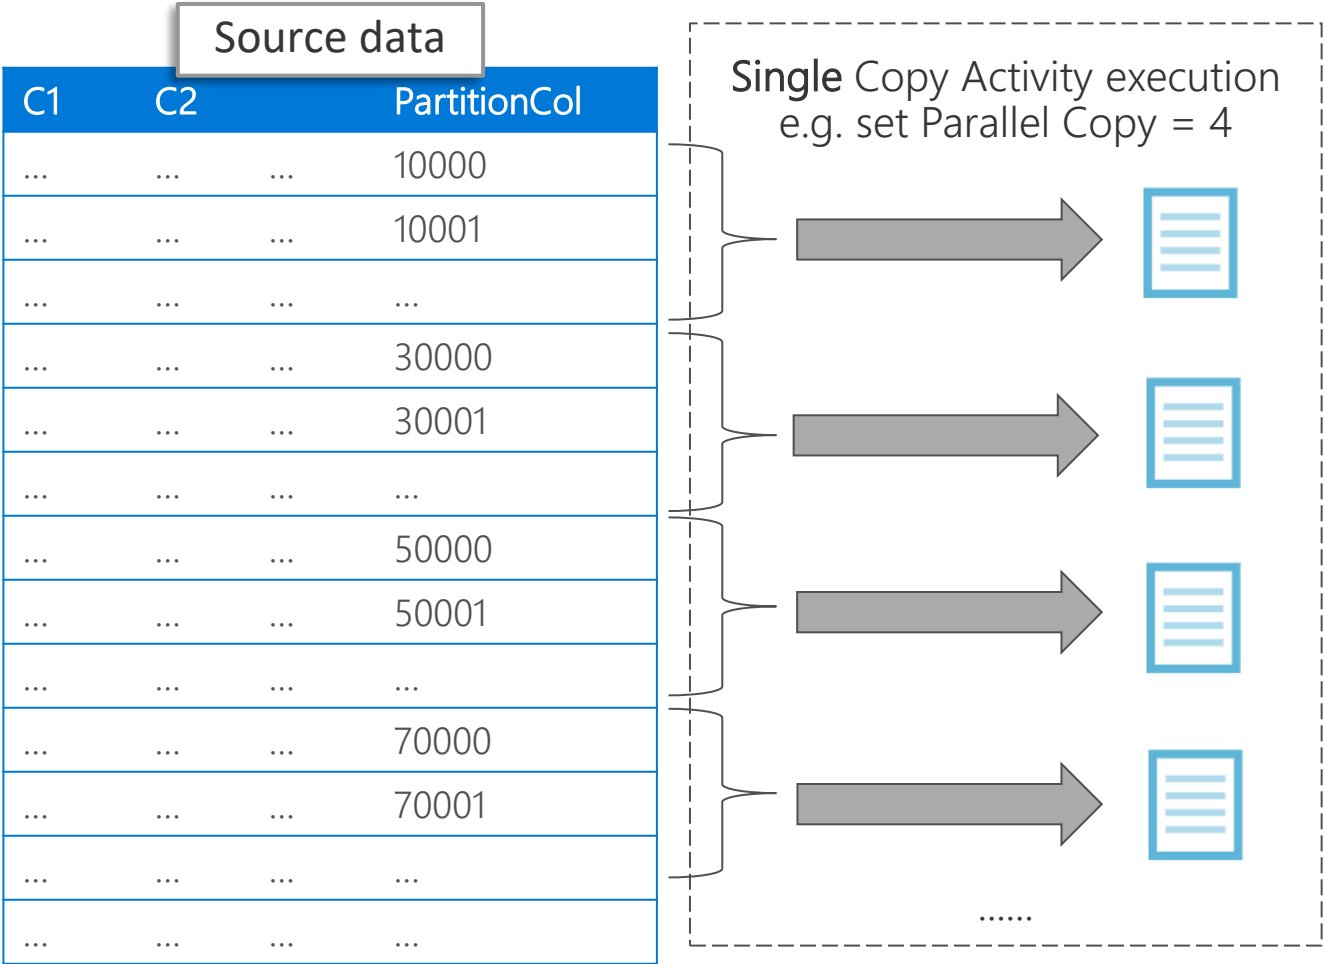 Source data
C1 C2 PartitionCol
... ... ... 10000
... ... ... 10001
... ... ... ...
... ... ... 30000
... ... ... 30001
... ... ... ...
... ... ... 50000
... ... ... 50001
... ... ... ...
... ... ... 70000
... ... ... 70001
... ... ... ...
... ... ... ...
Single Copy Activity execution
e.g. set Parallel Copy = 4
......